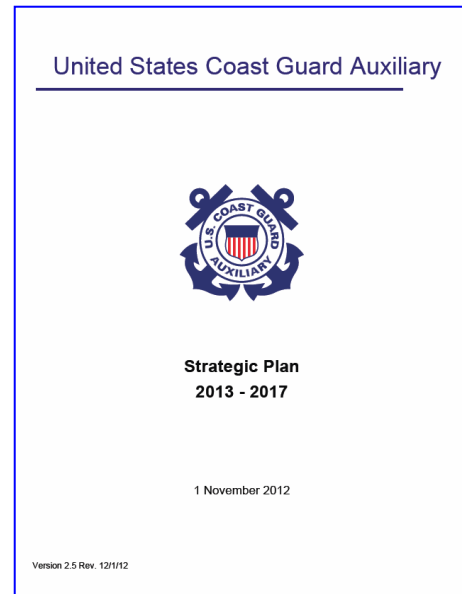 United States Coast Guard Auxiliary
U.S. COAST GUARD
AUXILIARY
Strategic Plan
2013 - 2017
1 November 2012
Version 2.5 Rev. 12/1/12